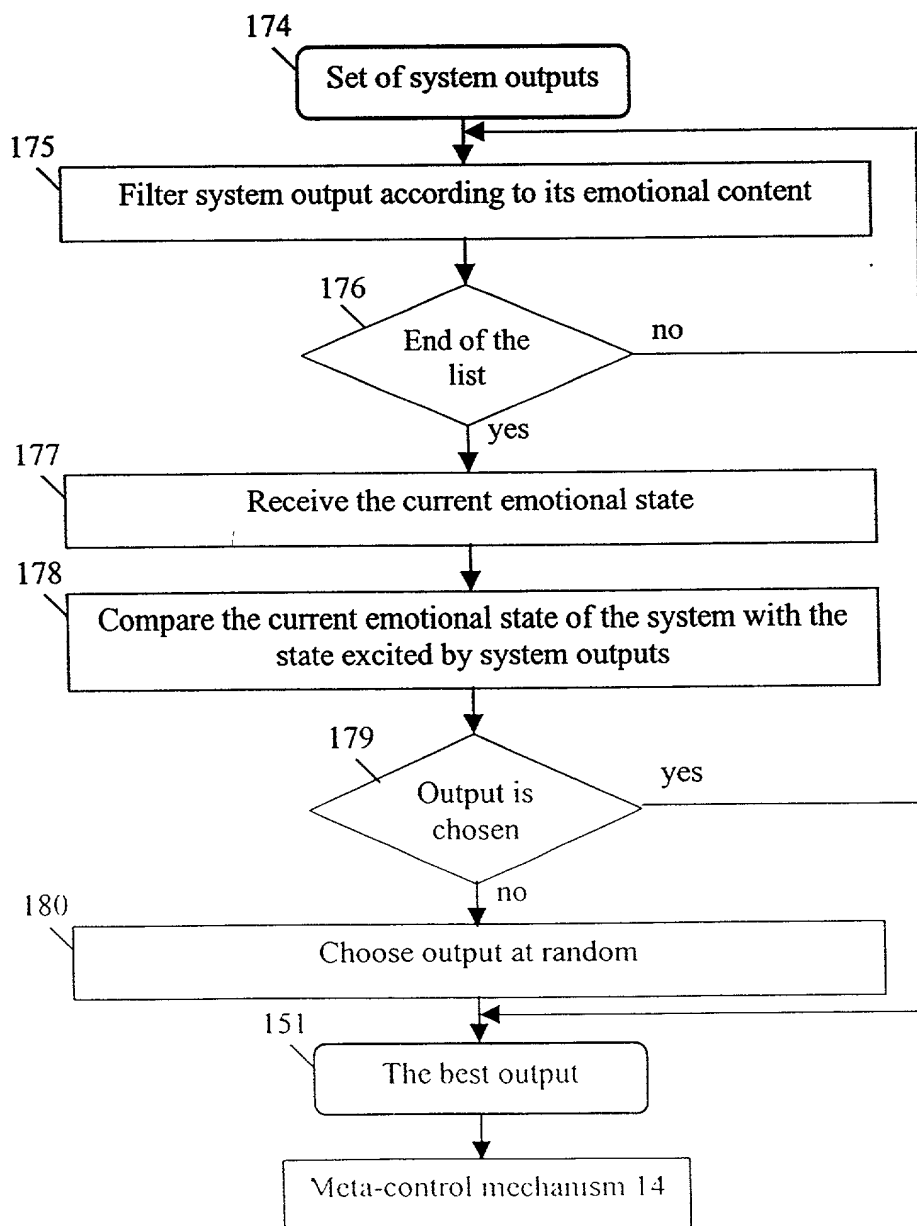 174
Set of system outputs
175
Filter system output according to its emotional content
176
End of the
list
no
yes
177
Receive the current emotional state
178
Compare the current emotional state of the system with the
state excited by system outputs
179
Output is
chosen
yes
no
180
Choose output at random
151
The best output
Meta-control mechanism 14